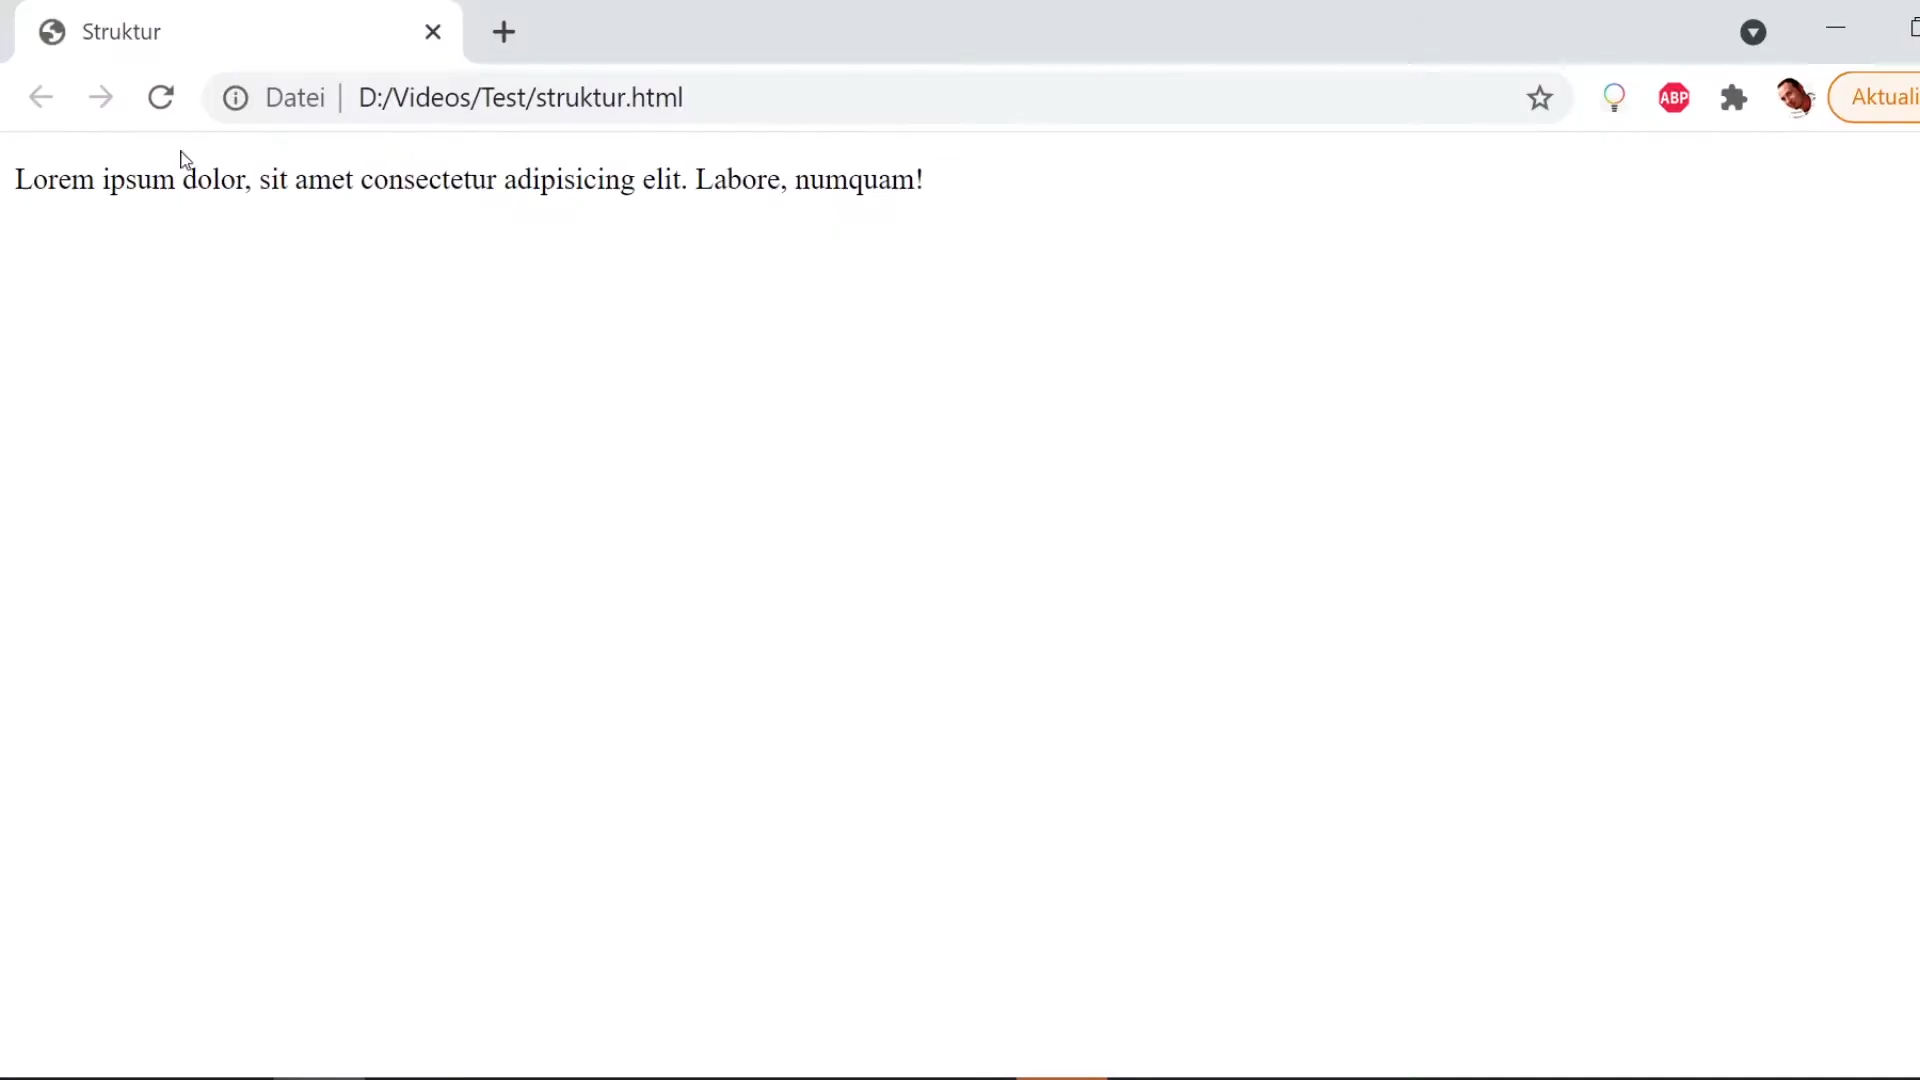 Struktur
Datei | D:/Videos/Test/struktur.html
ABP
Aktuali
Lorem ipsum dolor, sit amet consectetur adipisicing elit. Labore, numquam!